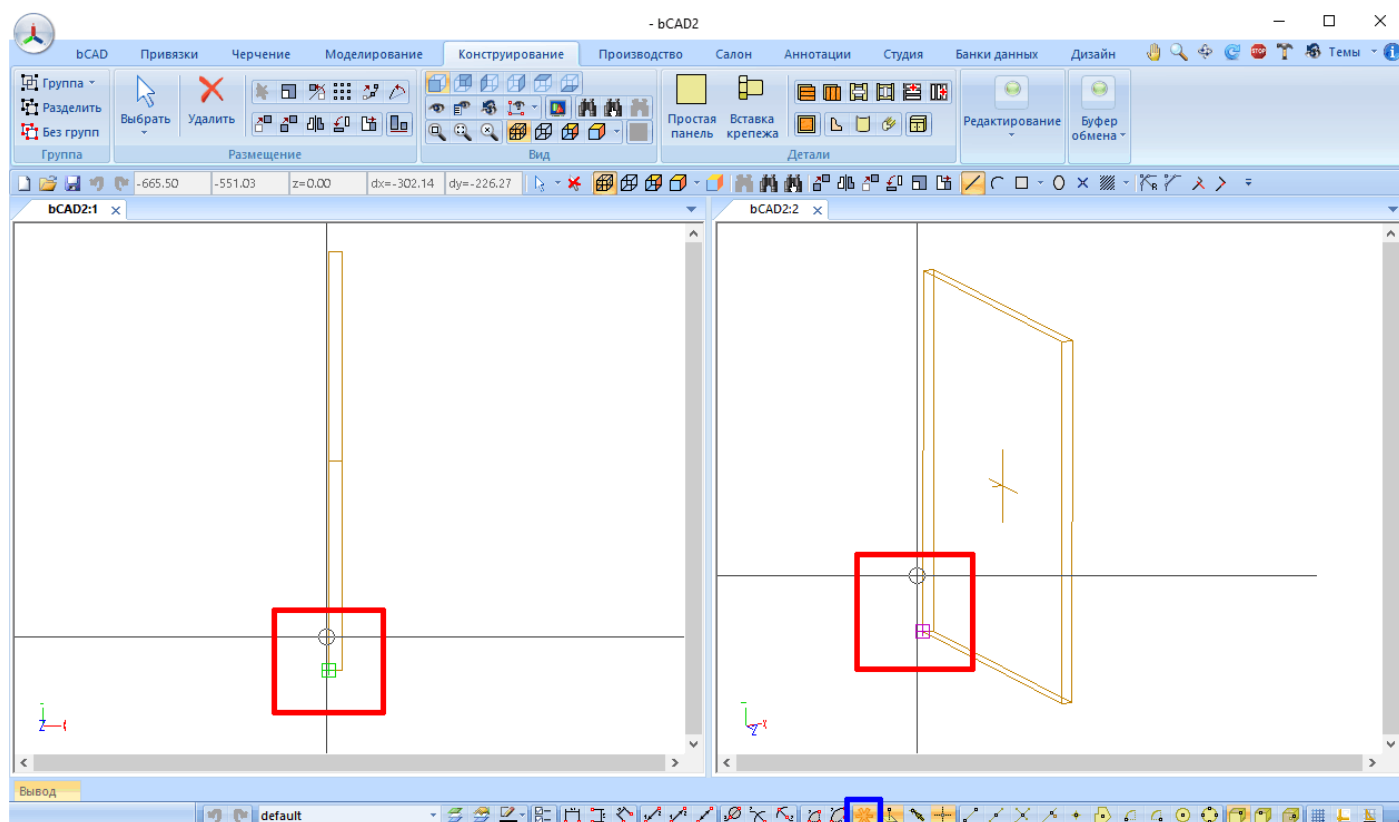 - bCAD2
bCAD Привязки Черчение Моделирование Конструирование Производство Салон Аннотации Студия Банки данных Дизайн STOP Темы
Группа
Разделить
Без групп
Группа
Выбрать Удалить
Размещение
Вид
Простая панель
Вставка крепежа
Детали
Редактирование
Буфер обмена
-665.50 -551.03 z=0.00 dx=-302.14 dy=-226.27
bCAD2:1 bCAD2:2
Z X
Z X
Вывод
default